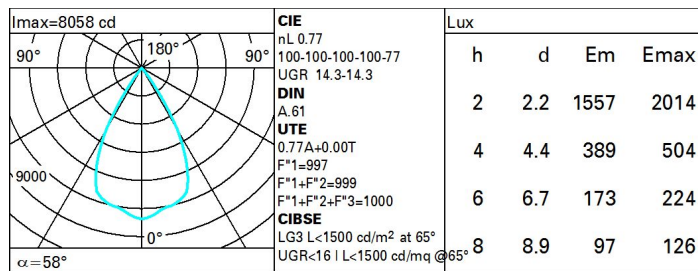 Imax=8058 cd
90°
180°
90°
9000
0°
α=58°
CIE
nL 0.77
100-100-100-100-77
UGR 14.3-14.3
DIN
A.61
UTE
0.77A+0.00T
F"1=997
F"1+F"2=999
F"1+F"2+F"3=1000
CIBSE
LG3 L<1500 cd/m² at 65°
UGR<16 | L<1500 cd/mq @65°
Lux
h d Em Emax
2 2.2 1557 2014
4 4.4 389 504
6 6.7 173 224
8 8.9 97 126